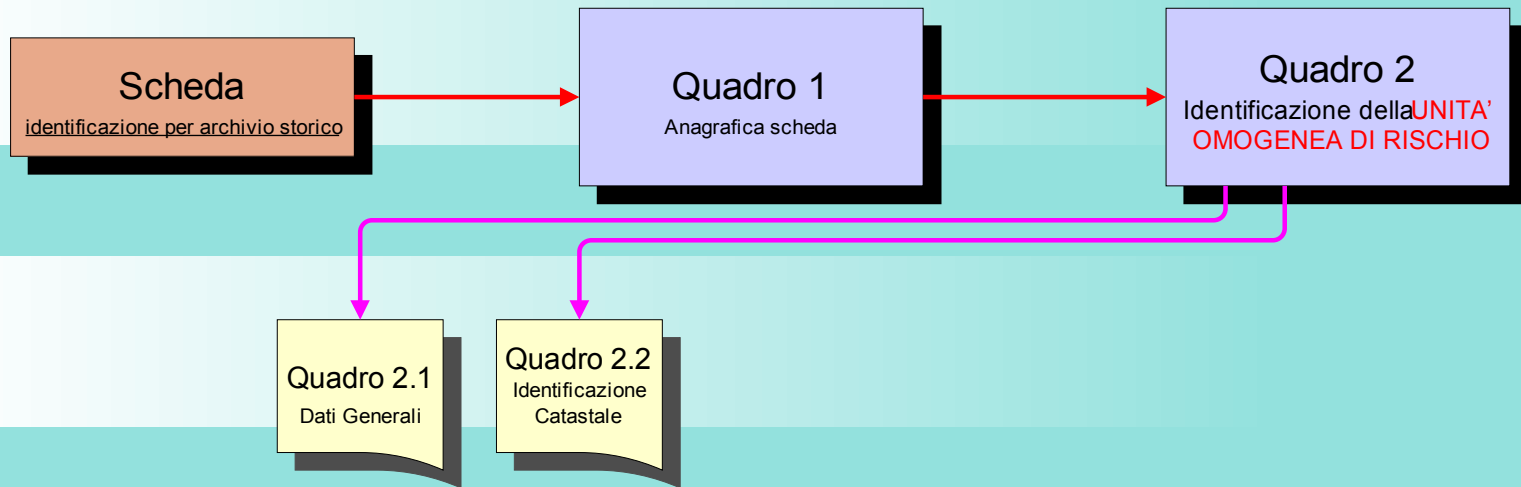 Scheda
identificazione per archivio storico
Quadro 1
Anagrafica scheda
Quadro 2
Identificazione dellaUNITA’
OMOGENEA DI RISCHIO
Quadro 2.1
Dati Generali
Quadro 2.2
Identificazione
Catastale